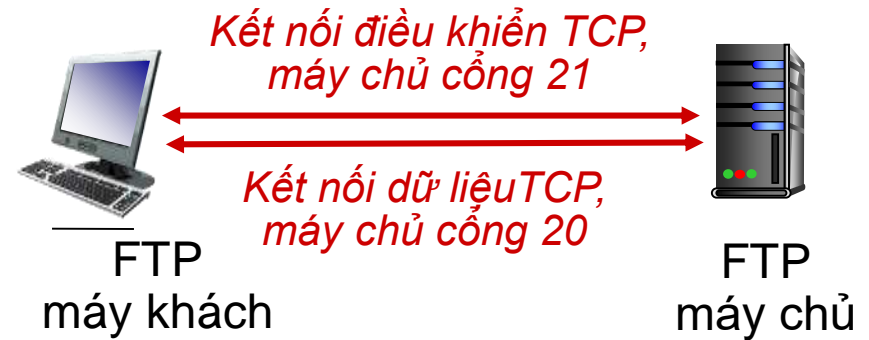 Kết nối điều khiển TCP,
máy chủ cổng 21
Kết nối dữ liệuTCP,
máy chủ cổng 20
FTP
máy khách
FTP
máy chủ